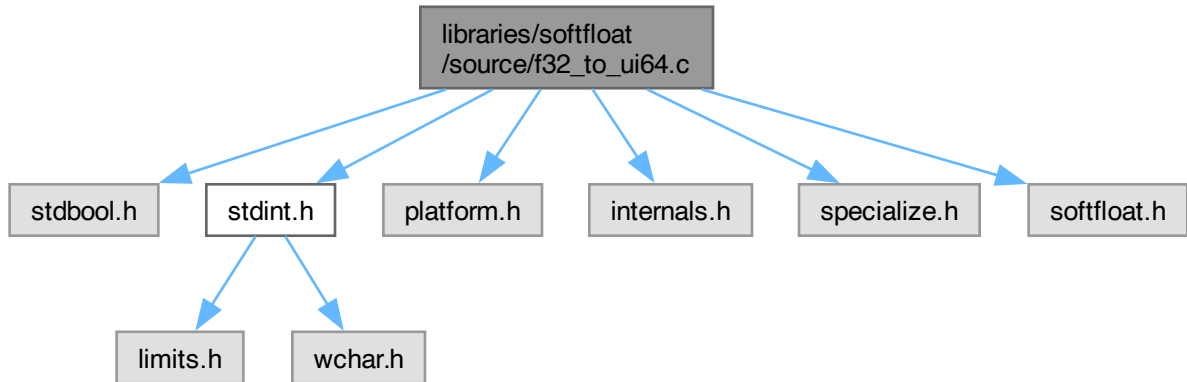 libraries/softfloat
/source/f32_to_ui64.c
stdbool.h
stdint.h
platform.h
internals.h
specialize.h
softfloat.h
limits.h
wchar.h